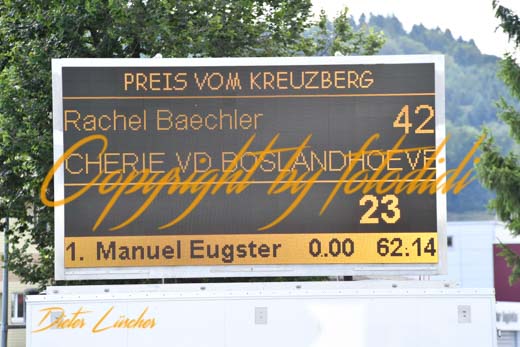 PREIS VOM KREUZBERG
Rachel Baechler 42
CHERIE VD BOSLANDHOEVE
Copyright by fotodidi
23
1. Manuel Eugster 0.00 62.14
Dieter Lüscher